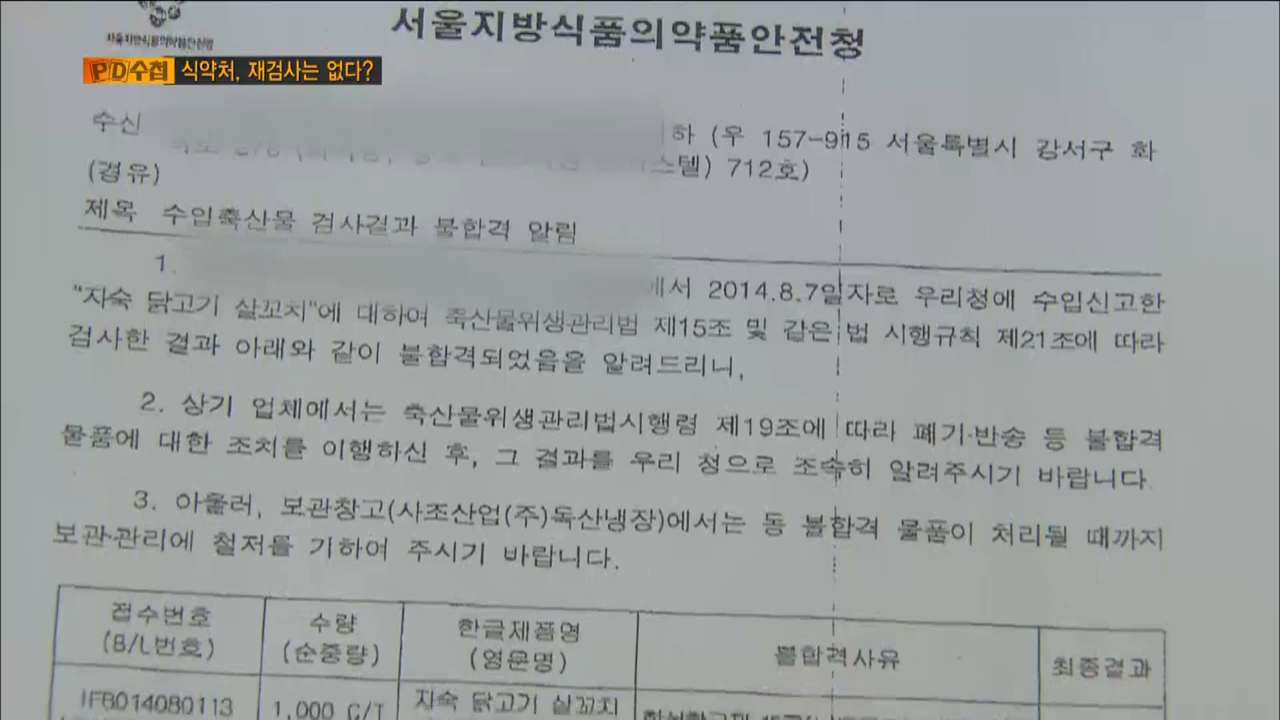 서울지방식품의약품안전청
서울지방식품의약품안전청
PD수첩 식약처, 재검사는 없다?
수신 하 (우 157-915 서울특별시 강서구 화
스텔) 712호)
(경유)
제목 수입축산물 검사결과 불합격 알림
1. 에서 2014.8.7일자로 우리청에 수입신고한
"자숙 닭고기 살꼬치"에 대하여 축산물위생관리법 제15조 및 같은 법 시행규칙 제21조에 따라
검사한 결과 아래와 같이 불합격되었음을 알려드리니,
2. 상기 업체에서는 축산물위생관리법시행령 제19조에 따라 폐기·반송 등 불합격
물품에 대한 조치를 이행하신 후, 그 결과를 우리 청으로 조속히 알려주시기 바랍니다.
3. 아울러, 보관창고(사조산업(주)독산냉장)에서는 동 불합격 물품이 처리될 때까지
보관·관리에 철저를 기하여 주시기 바랍니다.
접수번호 수량 한글제품명 불합격사유 최종결과
(B/L번호) (순중량) (영문명)
IFB014080113 1,000 C/T 자숙 닭고기 살꼬치